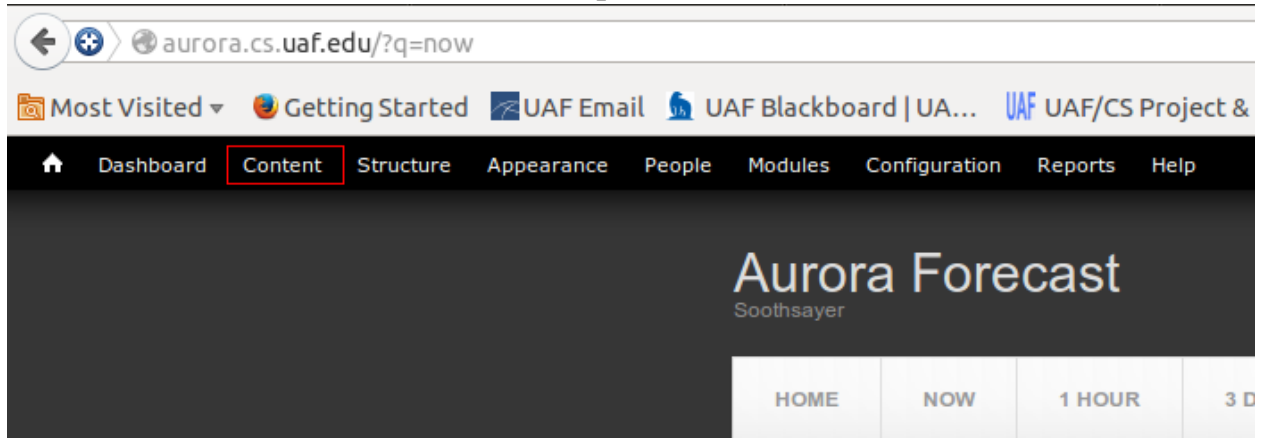 aurora.cs.uaf.edu/?q=now
Most Visited Getting Started UAF Email UAF Blackboard | UA... UAF UAF/CS Project &
Dashboard Content Structure Appearance People Modules Configuration Reports Help
Aurora Forecast
Soothsayer
HOME NOW 1 HOUR 3 D